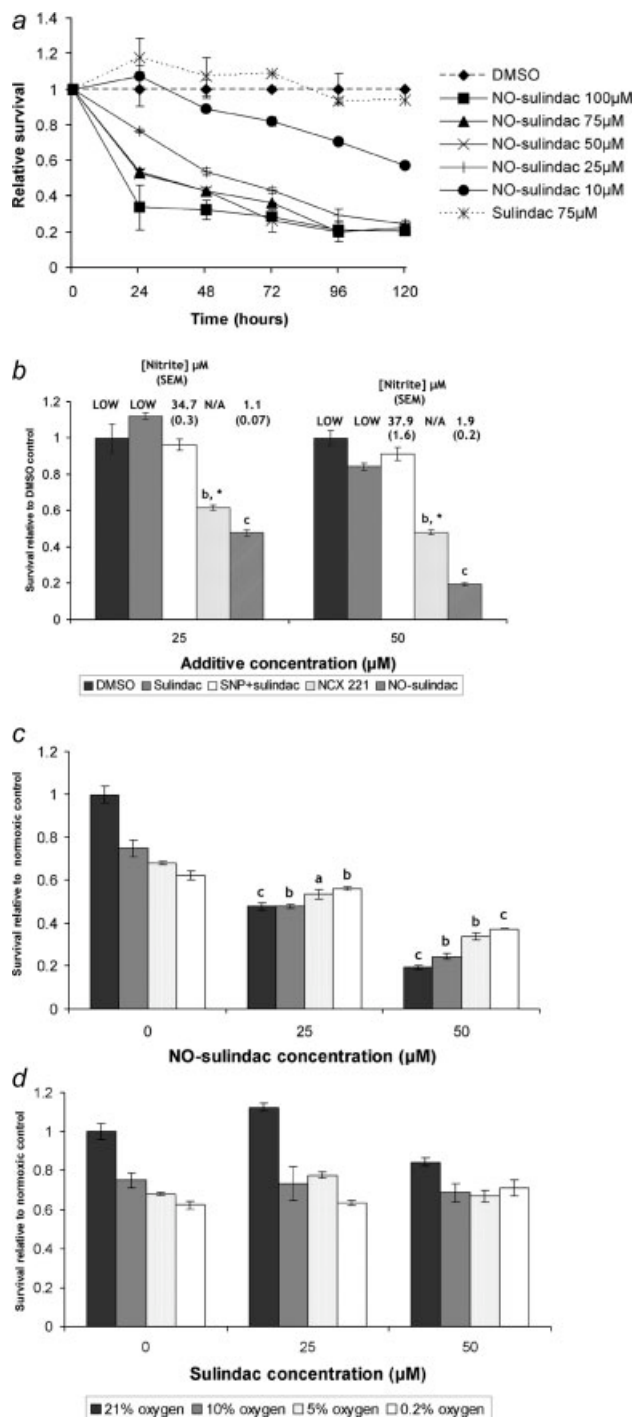 a
1.4
1.2
1
0.8
0.6
0.4
0.2
0
Relative survival
0 24 48 72 96 120
Time (hours)
DMSO
NO-sulindac 100µM
NO-sulindac 75µM
NO-sulindac 50µM
NO-sulindac 25µM
NO-sulindac 10µM
Sulindac 75µM
b
[Nitrite] µM
(SEM)
LOW LOW 34.7 N/A 1.1
(0.3) (0.07)
[Nitrite] µM
(SEM)
LOW LOW 37.9 N/A 1.9
(1.6) (0.2)
1.2
1
0.8
0.6
0.4
0.2
0
Survival relative to DMSO control
b, *
c
b, *
c
25 50
Additive concentration (µM)
DMSO Sulindac SNP+sulindac NCX 221 NO-sulindac
c
1.2
1
0.8
0.6
0.4
0.2
0
Survival relative to normoxic control
c b a b
c b b c
0 25 50
NO-sulindac concentration (µM)
d
1.2
1
0.8
0.6
0.4
0.2
0
Survival relative to normoxic control
0 25 50
Sulindac concentration (µM)
21% oxygen 10% oxygen 5% oxygen 0.2% oxygen